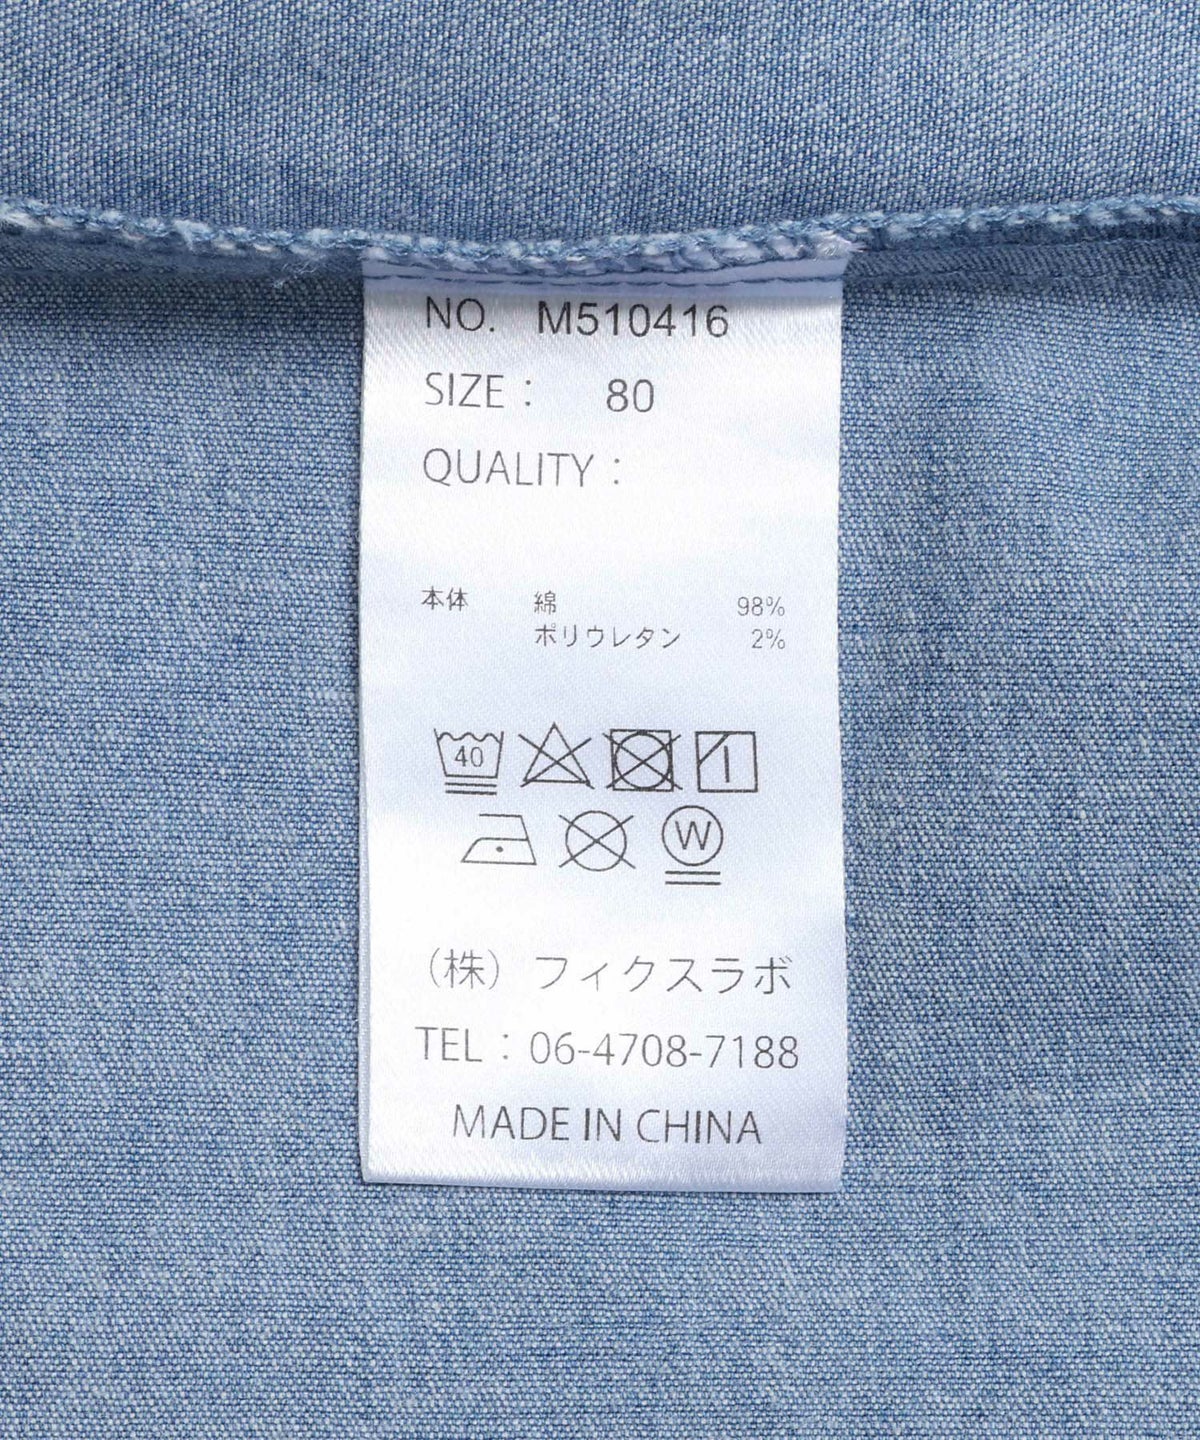 NO. M510416
SIZE： 80
QUALITY：
本体 綿 98%
ポリウレタン 2%
40
W
（株）フィクスラボ
TEL：06-4708-7188
MADE IN CHINA